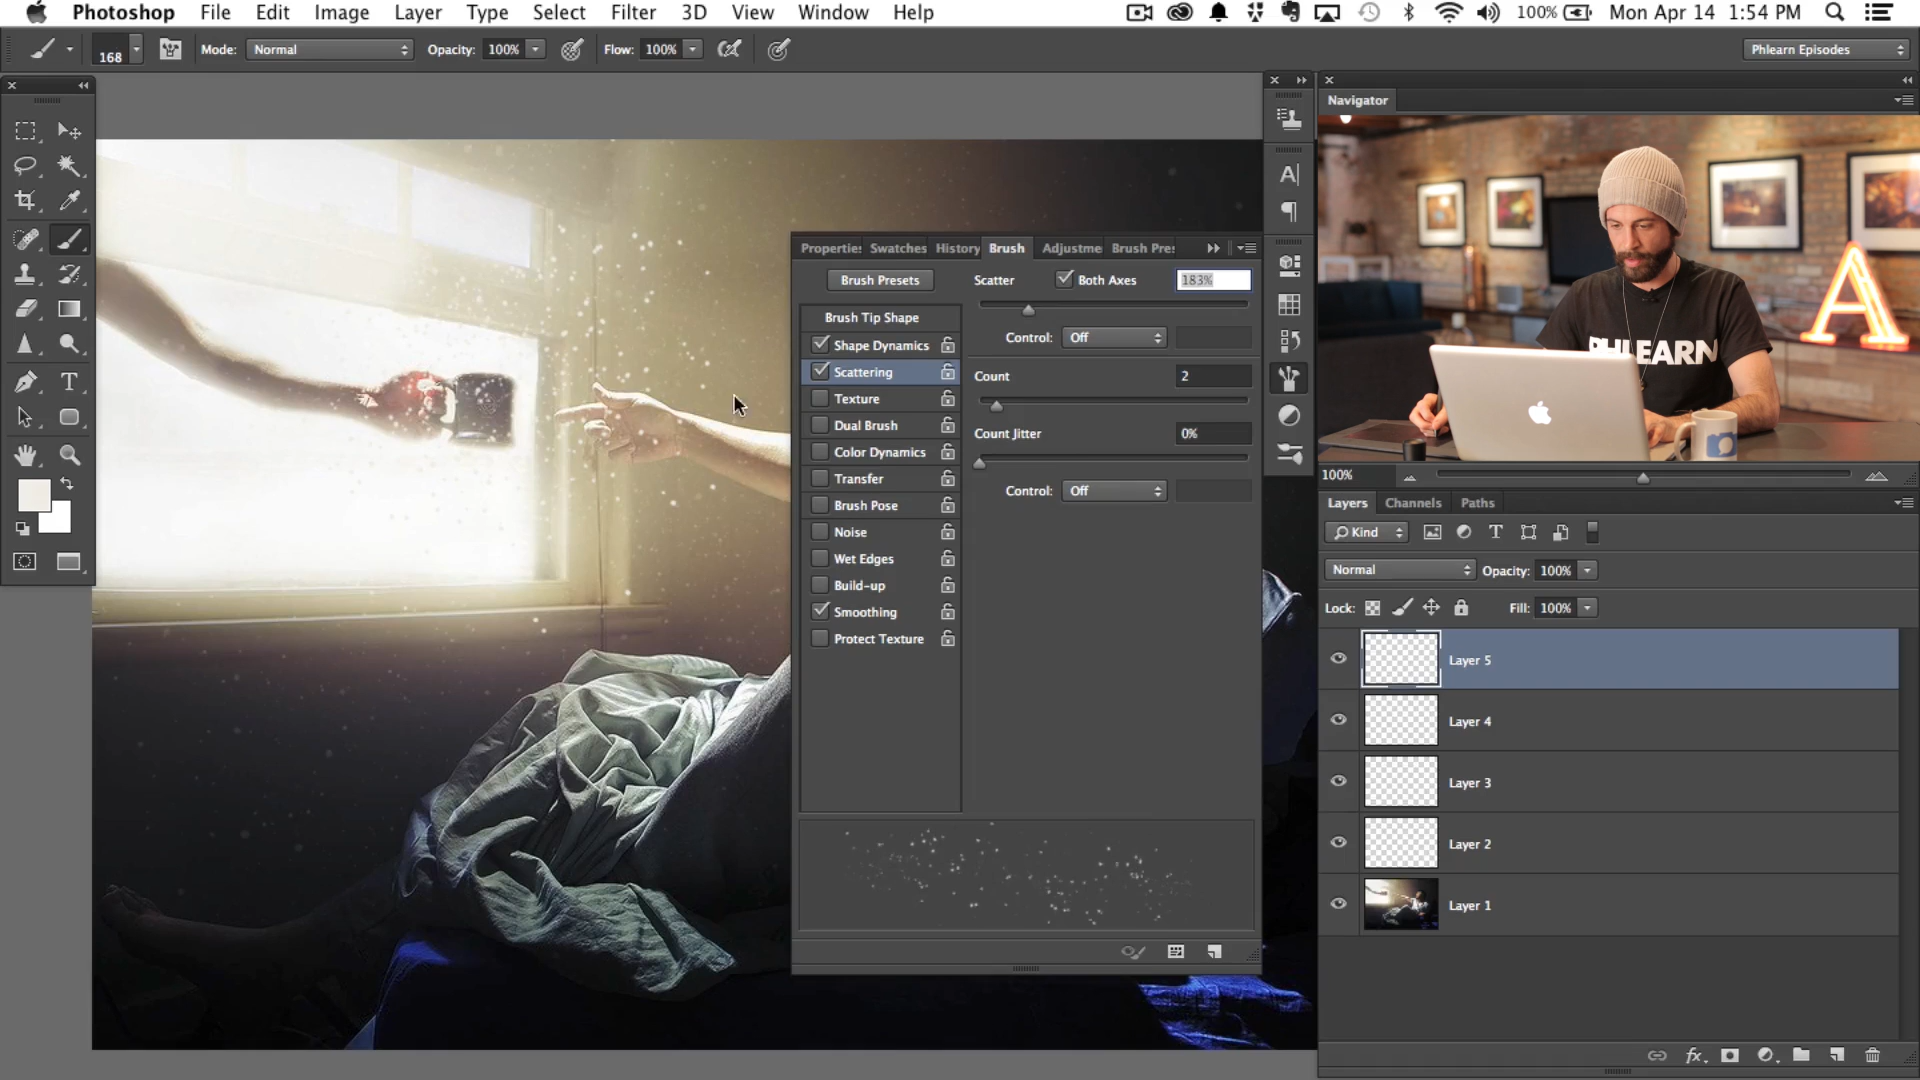 Photoshop File Edit Image Layer Type Select Filter 3D View Window Help 100% Mon Apr 14 1:54 PM
168 Mode: Normal Opacity: 100% Flow: 100% Phlearn Episodes
Navigator
A
PHLEARN
100%
Properties Swatches History Brush Adjustme Brush Pre
Brush Presets Scatter Both Axes 183%
Brush Tip Shape
Shape Dynamics Control: Off
Scattering Count 2
Texture
Dual Brush Count Jitter 0%
Color Dynamics
Transfer Control: Off
Brush Pose
Noise
Wet Edges
Build-up
Smoothing
Protect Texture
Layers Channels Paths
Kind
Normal Opacity: 100%
Lock: Fill: 100%
Layer 5
Layer 4
Layer 3
Layer 2
Layer 1